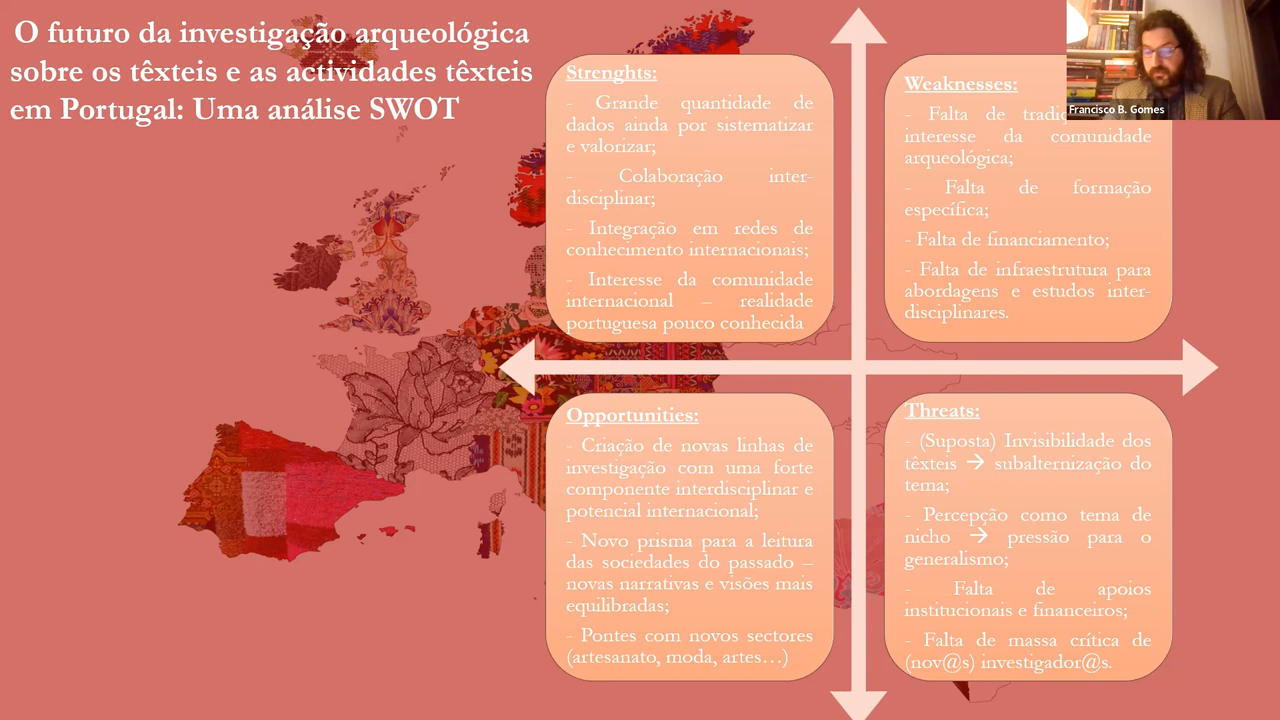 O futuro da investigação arqueológica
sobre os têxteis e as actividades têxteis
em Portugal: Uma análise SWOT
Strenghts:
- Grande quantidade de
dados ainda por sistematizar
e valorizar;
- Colaboração inter-
disciplinar;
- Integração em redes de
conhecimento internacionais;
- Interesse da comunidade
internacional – realidade
portuguesa pouco conhecida
Weaknesses:
- Falta de
interesse da comunidade
arqueológica;
- Falta de formação
específica;
- Falta de financiamento;
- Falta de infraestrutura para
abordagens e estudos inter-
disciplinares.
Francisco B. Gomes
Opportunities:
- Criação de novas linhas de
investigação com uma forte
componente interdisciplinar e
potencial internacional;
- Novo prisma para a leitura
das sociedades do passado –
novas narrativas e visões mais
equilibradas;
- Pontes com novos sectores
(artesanato, moda, artes…)
Threats:
- (Suposta) Invisibilidade dos
têxteis → subalternização do
tema;
- Percepção como tema de
nicho → pressão para o
generalismo;
- Falta de apoios
institucionais e financeiros;
- Falta de massa crítica de
(nov@s) investigador@s.